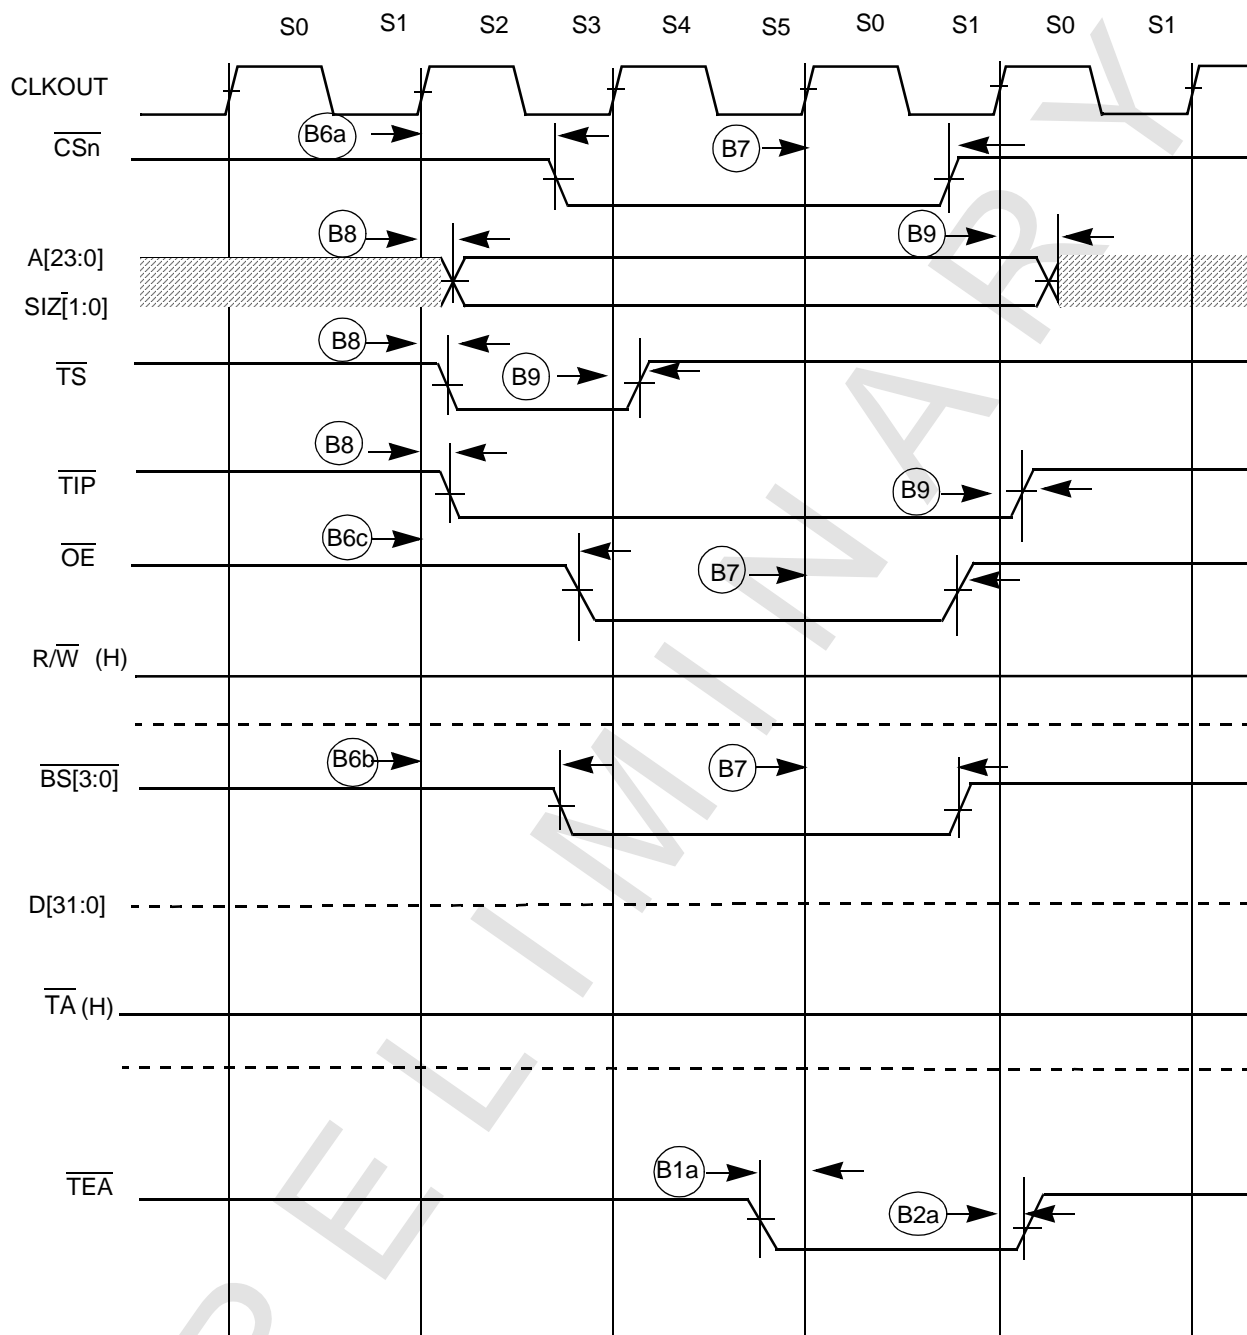 S0 S1 S2 S3 S4 S5 S0 S1 S0 S1
CLKOUT
B6a
CSn
B7
B8
B9
A[23:0]
SIZ[1:0]
B8
TS
B9
B8
TIP
B9
B6c
OE
B7
R/W (H)
B6b
BS[3:0]
B7
D[31:0]
TA (H)
B1a
TEA
B2a
PRELIMINARY